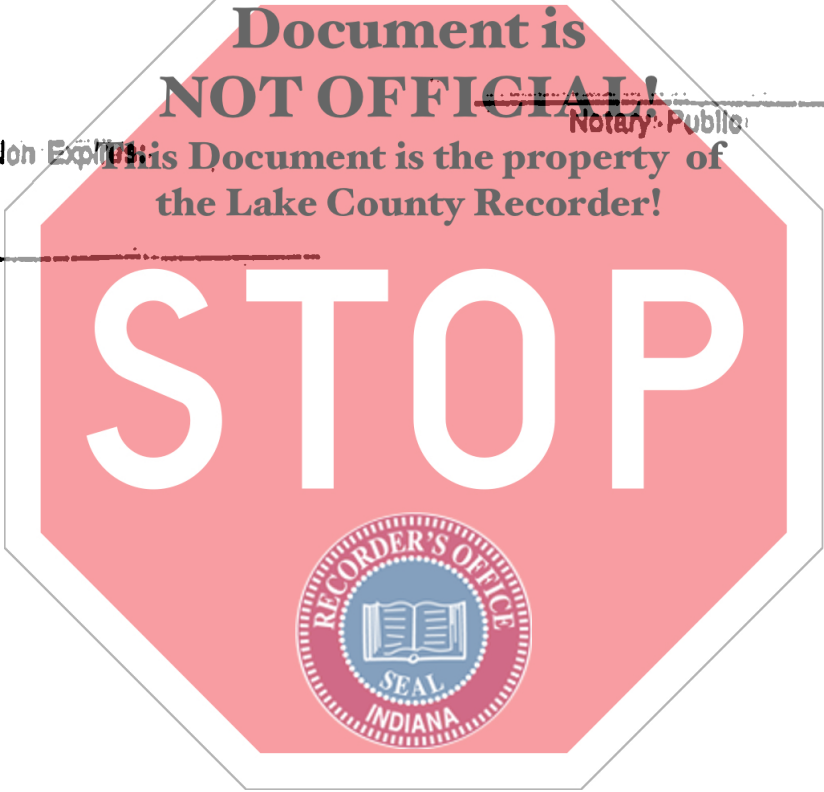 Document is
NOT OFFICIAL!
Notary Public
This Document is the property of
the Lake County Recorder!
STOP
RECORDER'S OFFICE
SEAL
INDIANA